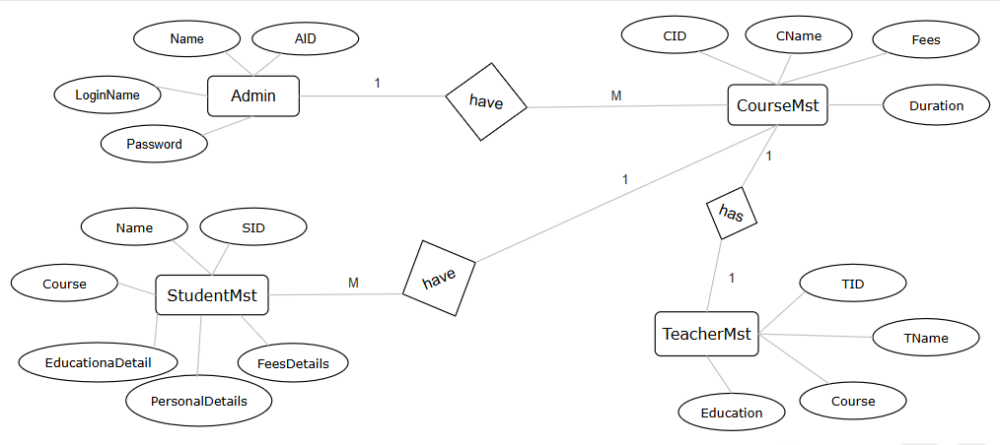 Name
AID
CID
CName
Fees
LoginName
Admin
1
have
M
CourseMst
Duration
Password
1
1
has
Name
SID
Course
StudentMst
M
have
1
TID
TeacherMst
TName
EducationaDetail
FeesDetails
PersonalDetails
Education
Course